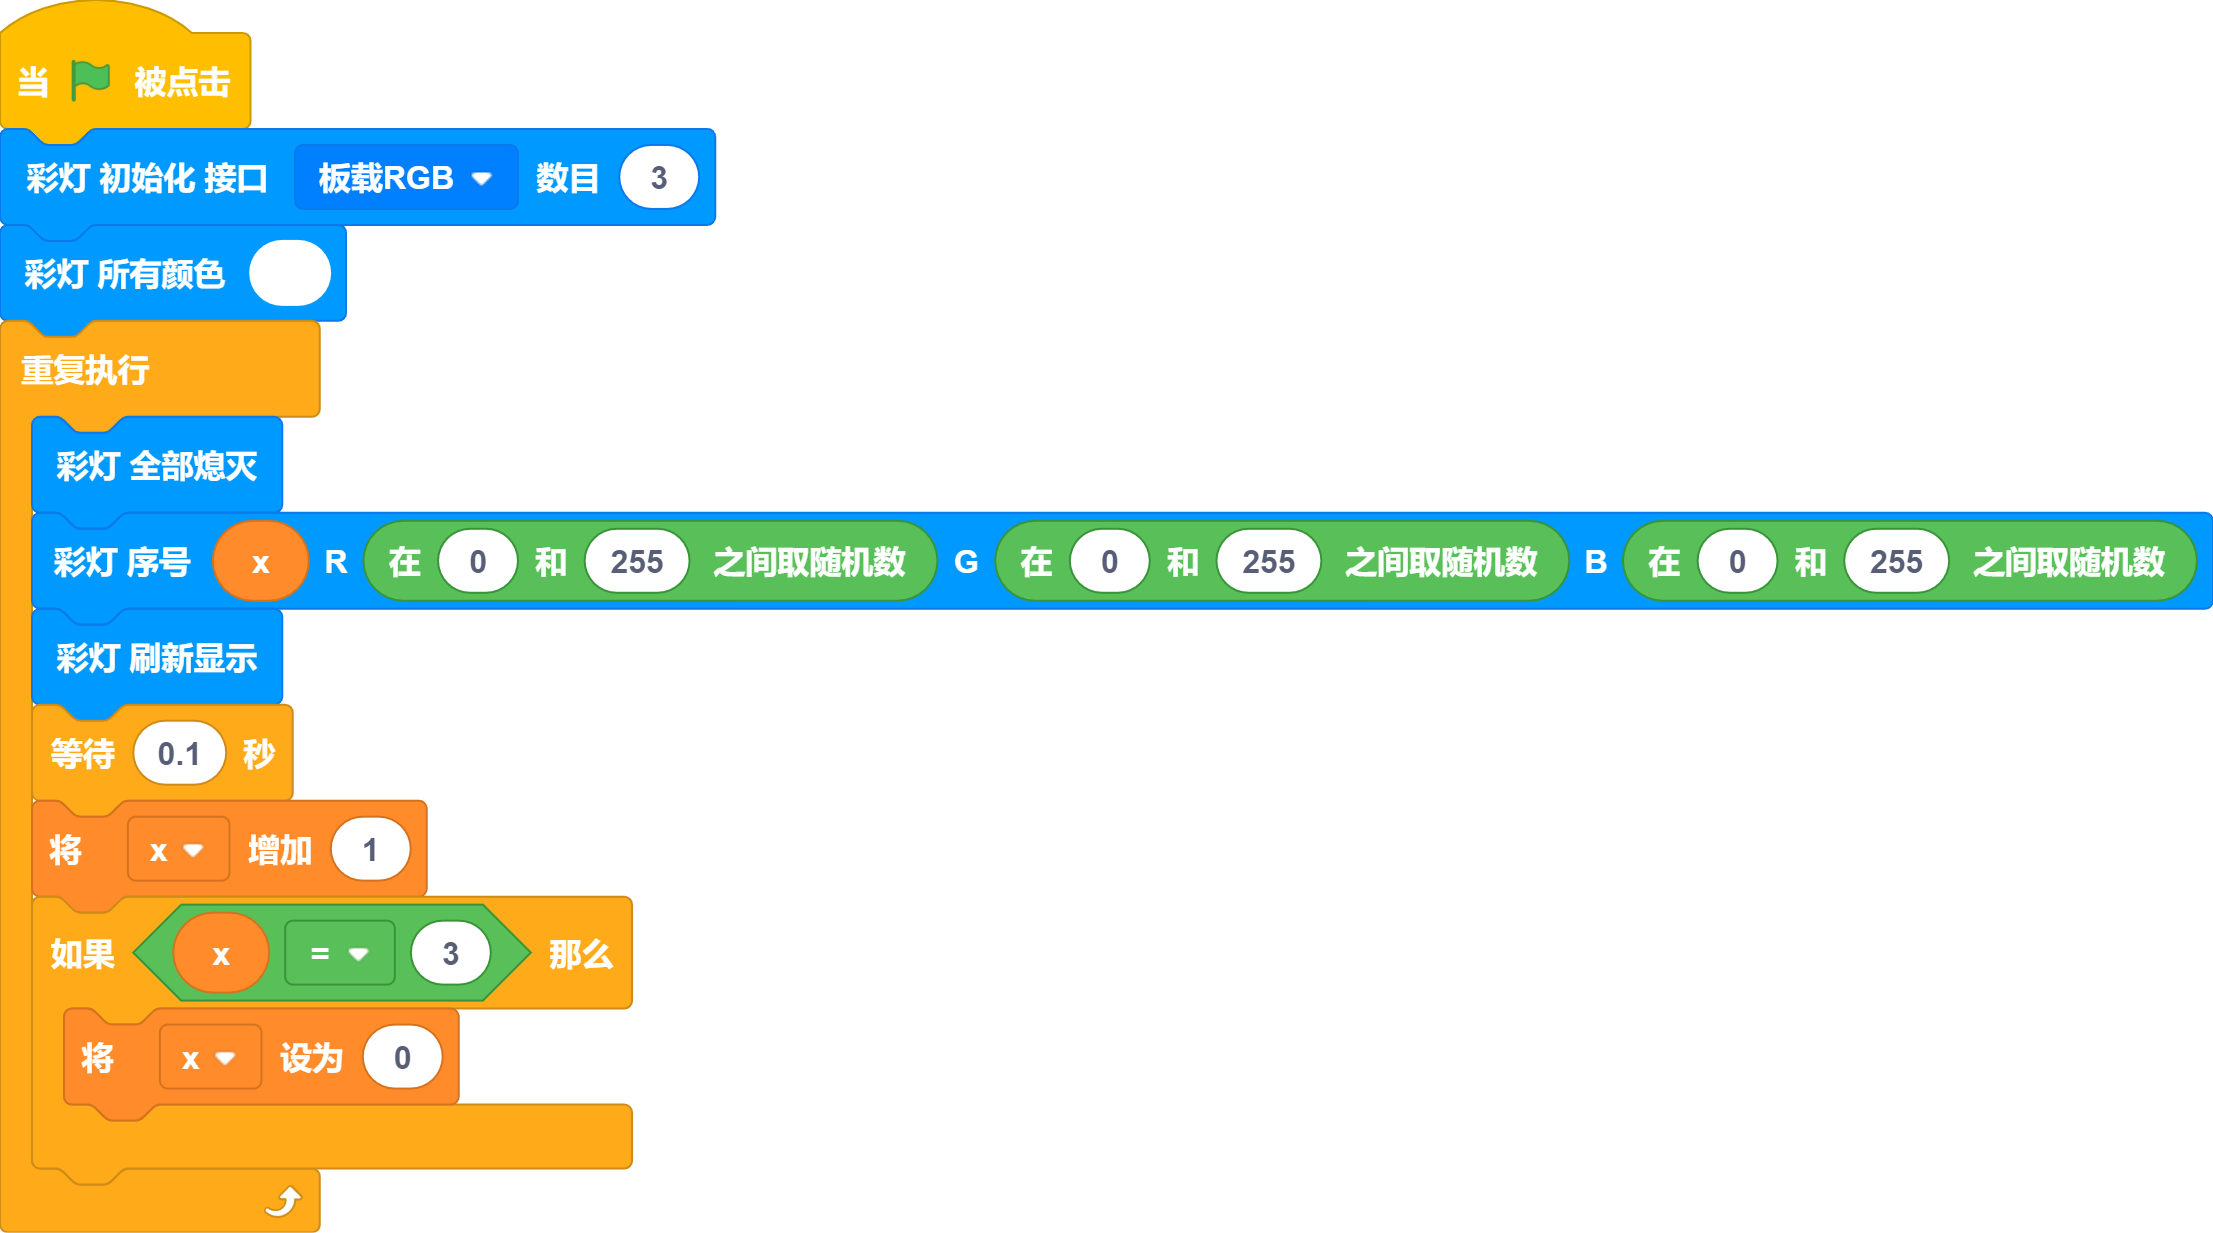 当 被点击
彩灯 初始化 接口 板载RGB 数目 3
彩灯 所有颜色
重复执行
彩灯 全部熄灭
彩灯 序号 x R 在 0 和 255 之间取随机数 G 在 0 和 255 之间取随机数 B 在 0 和 255 之间取随机数
彩灯 刷新显示
等待 0.1 秒
将 x 增加 1
如果 x = 3 那么
将 x 设为 0